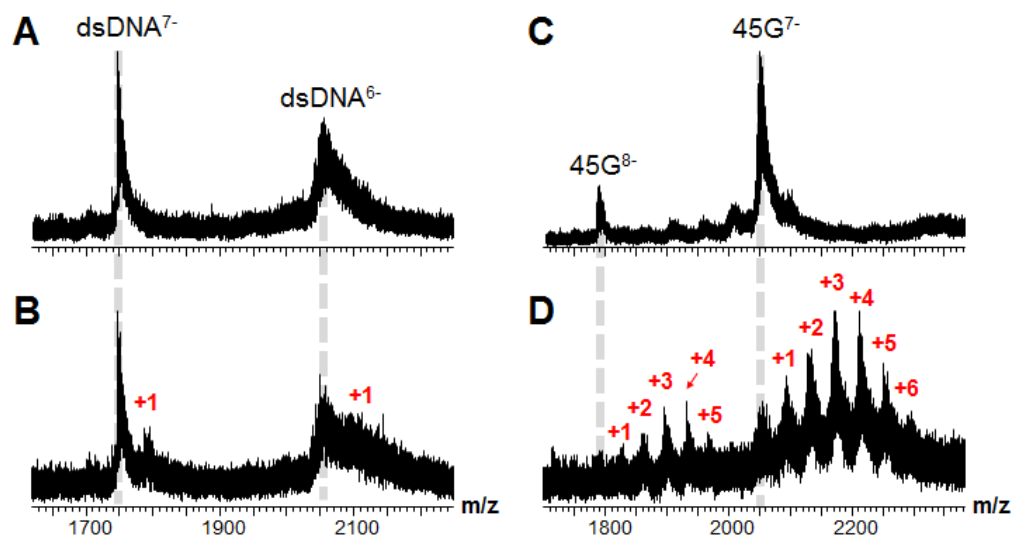 A
dsDNA7-
dsDNA6-
B
+1
+1
1700
1900
2100
m/z
C
45G8-
45G7-
D
+1
+2
+3
+4
+5
+1
+2
+3
+4
+5
+6
1800
2000
2200
m/z